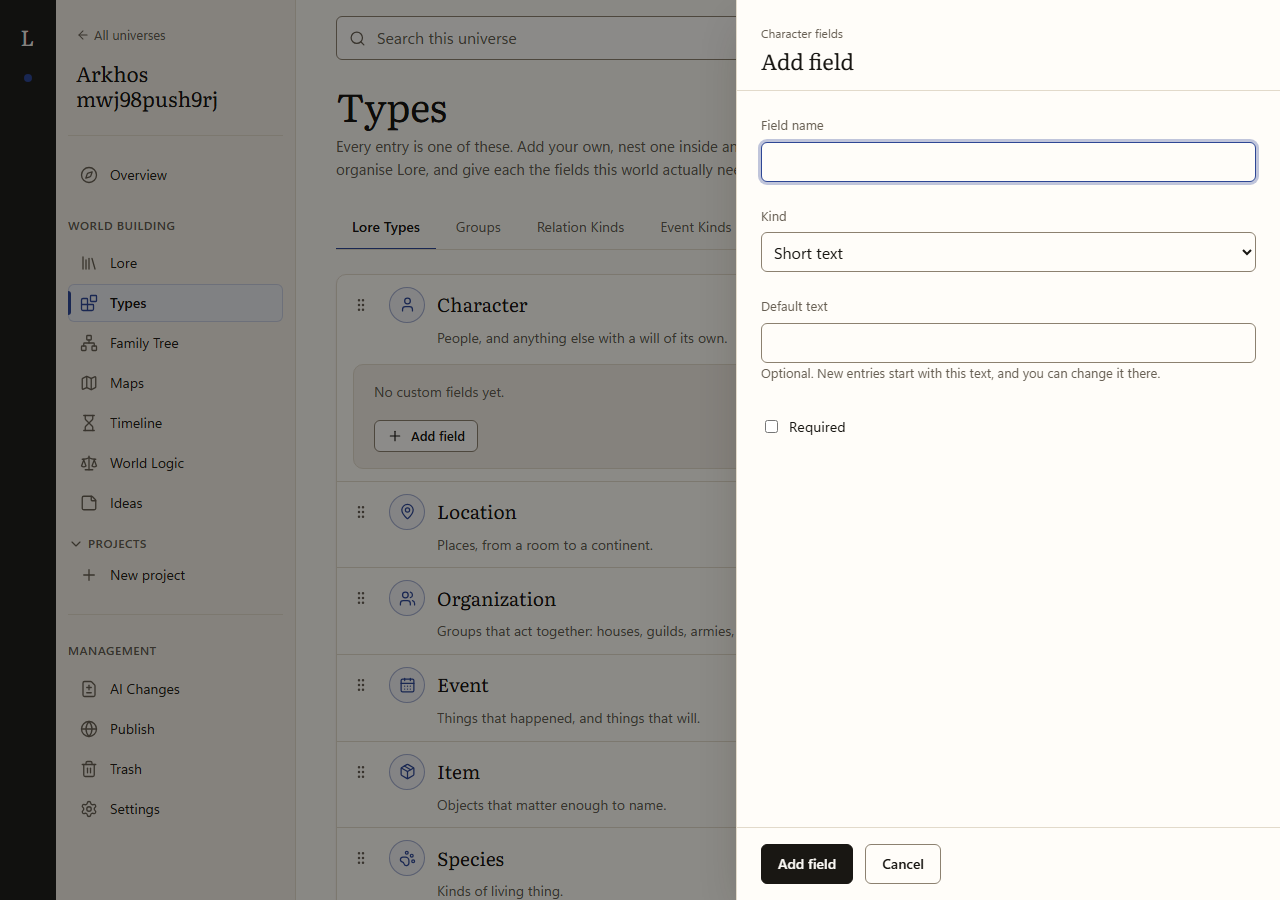 L
All universes
Arkhos
mwj98push9rj
Overview
WORLD BUILDING
Lore
Types
Family Tree
Maps
Timeline
World Logic
Ideas
PROJECTS
New project
MANAGEMENT
AI Changes
Publish
Trash
Settings
Search this universe
Types
Every entry is one of these. Add your own, nest one inside
organise Lore, and give each the fields this world actually
Lore Types
Groups
Relation Kinds
Event Kinds
Character
People, and anything else with a will of its own.
No custom fields yet.
Add field
Location
Places, from a room to a continent.
Organization
Groups that act together: houses, guilds, armies,
Event
Things that happened, and things that will.
Item
Objects that matter enough to name.
Species
Kinds of living thing.
Character fields
Add field
Field name
Kind
Short text
Default text
Optional. New entries start with this text, and you can change it there.
Required
Add field
Cancel